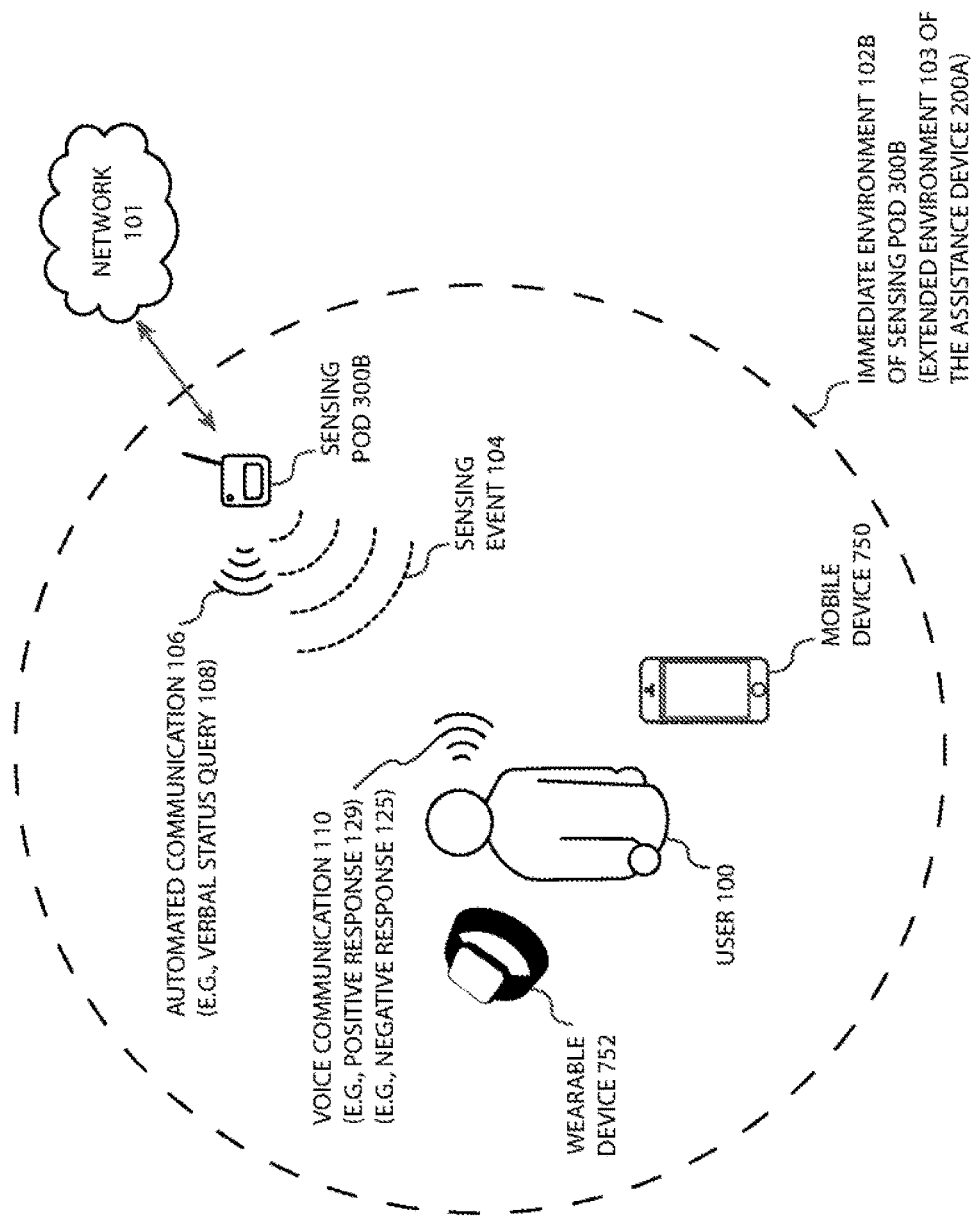 NETWORK
101
SENSING
POD 300B
AUTOMATED COMMUNICATION 106
(E.G., VERBAL STATUS QUERY 108)
SENSING
EVENT 104
VOICE COMMUNICATION 110
(E.G., POSITIVE RESPONSE 129)
(E.G., NEGATIVE RESPONSE 125)
MOBILE
DEVICE 750
USER 100
WEARABLE
DEVICE 752
IMMEDIATE ENVIRONMENT 102B
OF SENSING POD 300B
(EXTENDED ENVIRONMENT 103 OF
THE ASSISTANCE DEVICE 200A)